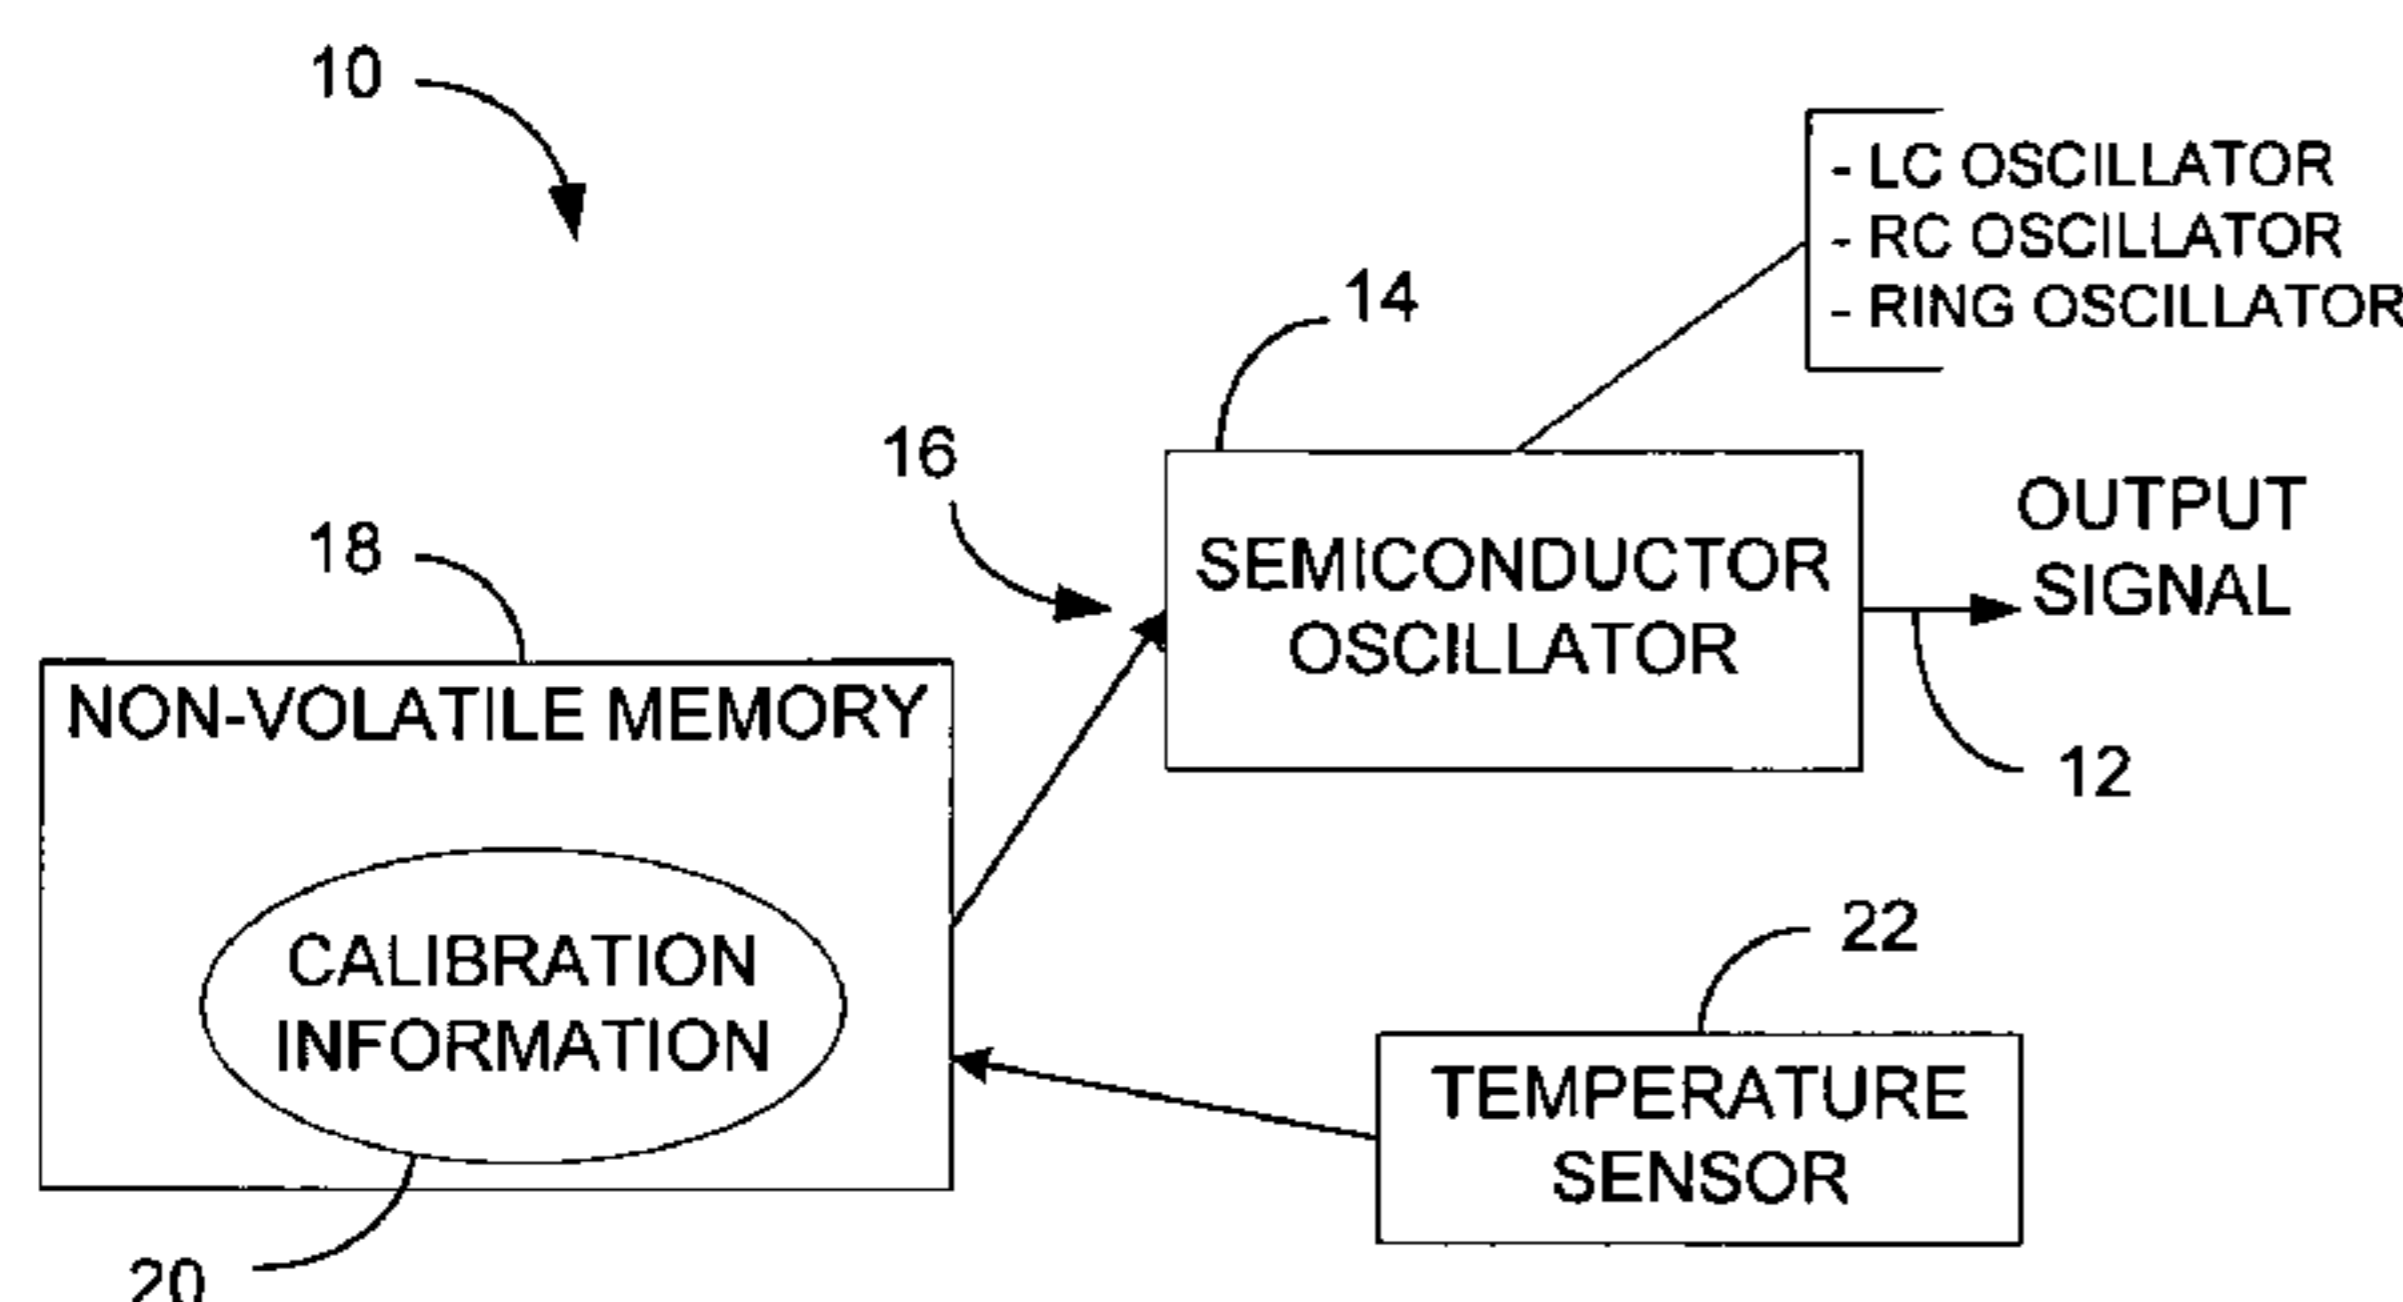 10
- LC OSCILLATOR
- RC OSCILLATOR
- RING OSCILLATOR
14
16
SEMICONDUCTOR
OSCILLATOR
OUTPUT
SIGNAL
12
18
NON-VOLATILE MEMORY
CALIBRATION
INFORMATION
20
22
TEMPERATURE
SENSOR